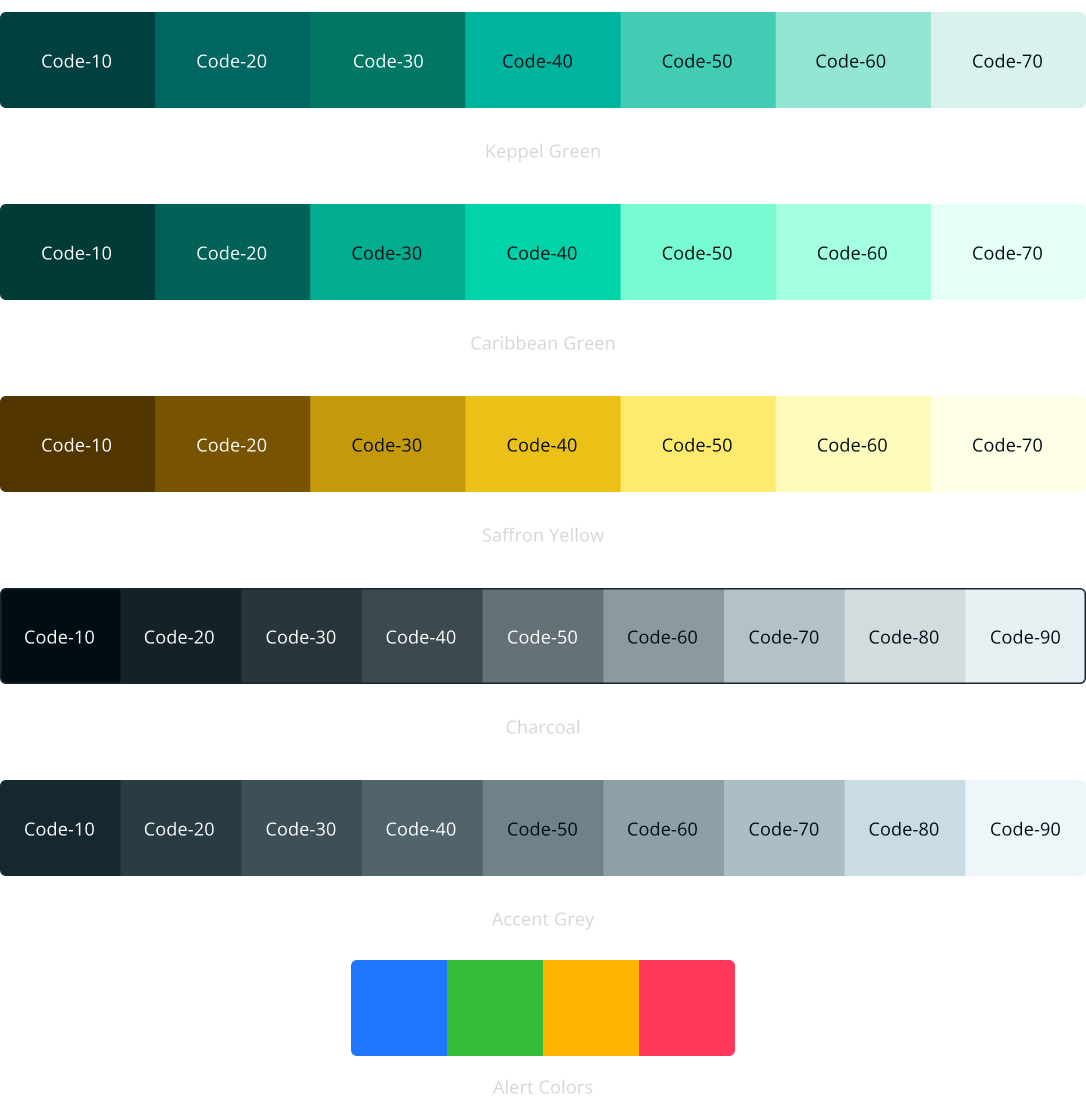 Code-10 Code-20 Code-30 Code-40 Code-50 Code-60 Code-70
Keppel Green
Code-10 Code-20 Code-30 Code-40 Code-50 Code-60 Code-70
Caribbean Green
Code-10 Code-20 Code-30 Code-40 Code-50 Code-60 Code-70
Saffron Yellow
Code-10 Code-20 Code-30 Code-40 Code-50 Code-60 Code-70 Code-80 Code-90
Charcoal
Code-10 Code-20 Code-30 Code-40 Code-50 Code-60 Code-70 Code-80 Code-90
Accent Grey
Alert Colors